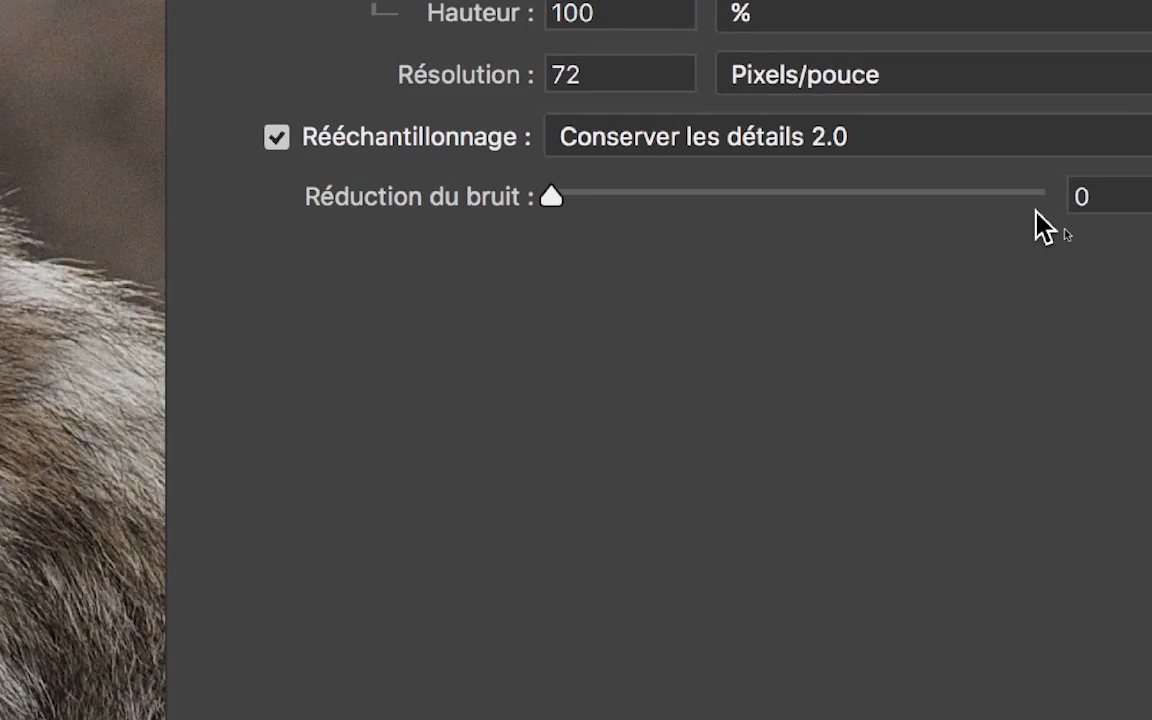 Hauteur : 100 %
Résolution : 72 Pixels/pouce
Rééchantillonnage : Conserver les détails 2.0
Réduction du bruit : 0